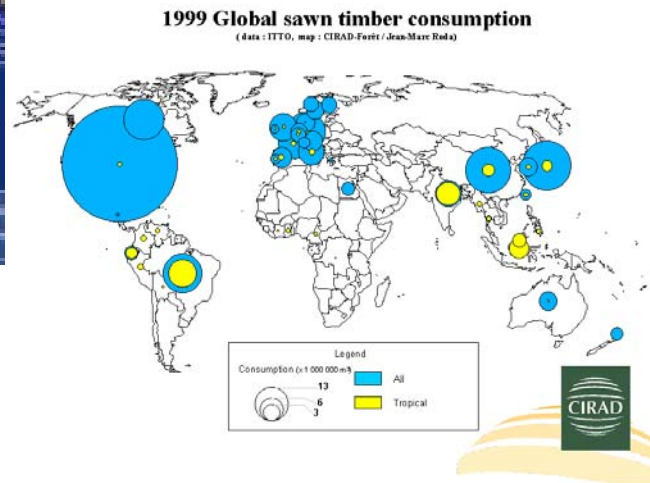 1999 Global sawn timber consumption
( data : ITTO, map : CIRAD-Forêt / Jean-Marc Roda)
Legend
Consumption (x 1 000 000 m³)
13
6
3
All
Tropical
CIRAD